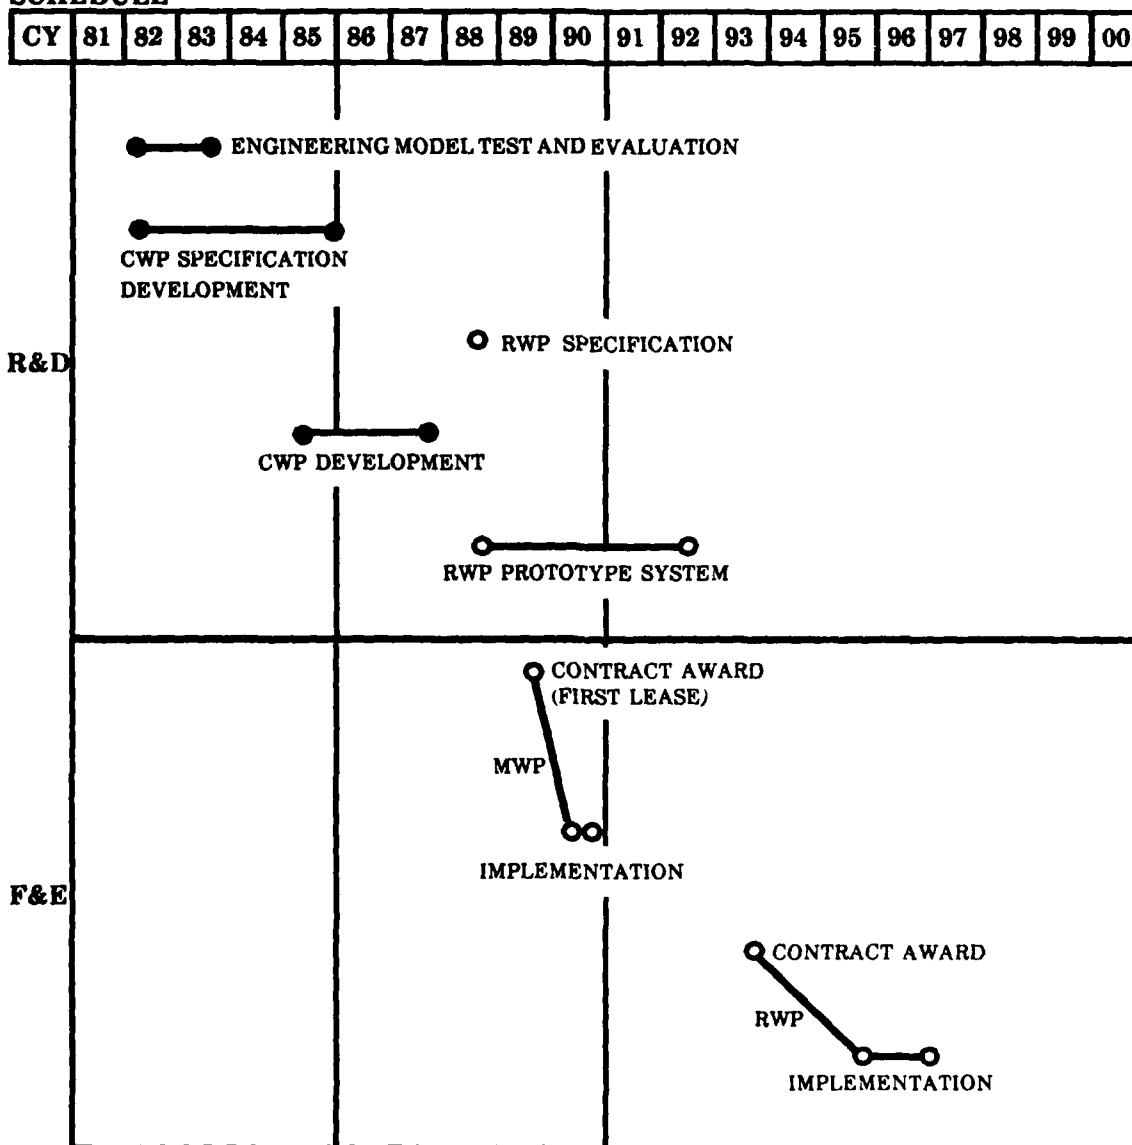 SCHEDULE
CY 81 82 83 84 85 86 87 88 89 90 91 92 93 94 95 96 97 98 99 00
ENGINEERING MODEL TEST AND EVALUATION
CWP SPECIFICATION
DEVELOPMENT
RWP SPECIFICATION
R&D
CWP DEVELOPMENT
RWP PROTOTYPE SYSTEM
CONTRACT AWARD
(FIRST LEASE)
MWP
IMPLEMENTATION
F&E
CONTRACT AWARD
RWP
IMPLEMENTATION